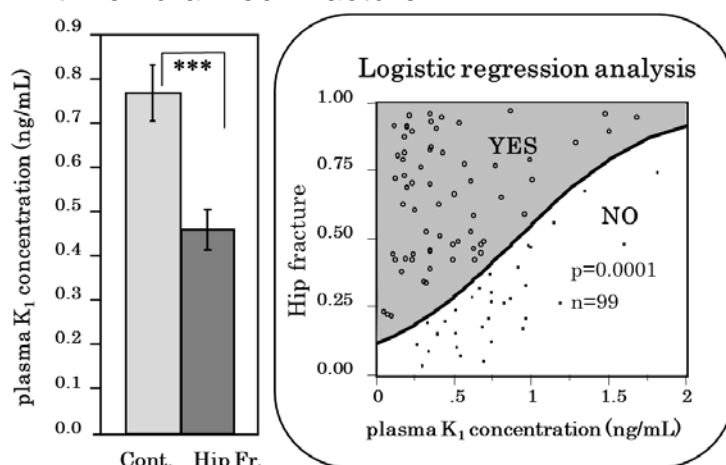 plasma K₁ concentration (ng/mL)
0.9
0.8
0.7
0.6
0.5
0.4
0.3
0.2
0.1
0.0
***
Cont. Hip Fr.
Logistic regression analysis
Hip fracture
1.00
0.75
0.50
0.25
0.00
YES
NO
p=0.0001
n=99
0 .5 1 1.5 2
plasma K₁ concentration (ng/mL)